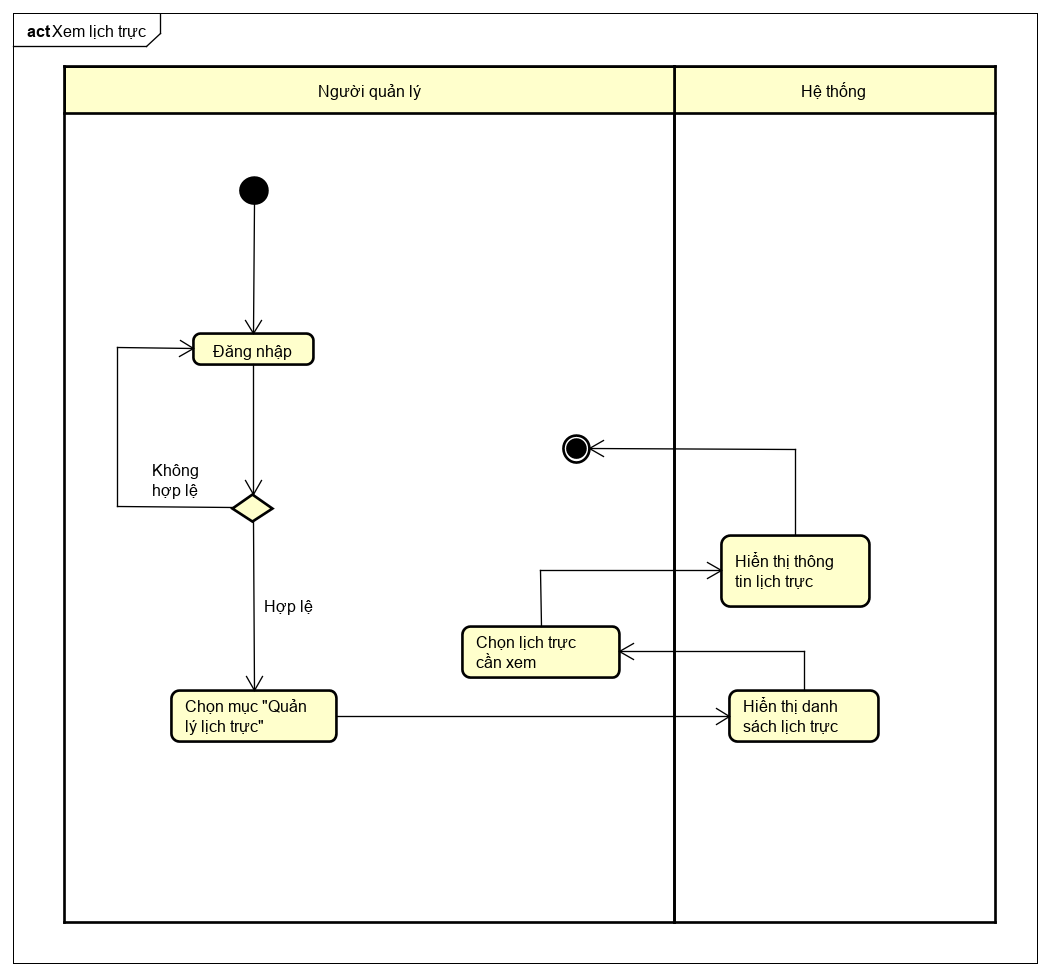 act Xem lịch trực
Người quản lý
Hệ thống
Đăng nhập
Không
hợp lệ
Hợp lệ
Chọn mục "Quản
lý lịch trực"
Hiển thị danh
sách lịch trực
Chọn lịch trực
cần xem
Hiển thị thông
tin lịch trực